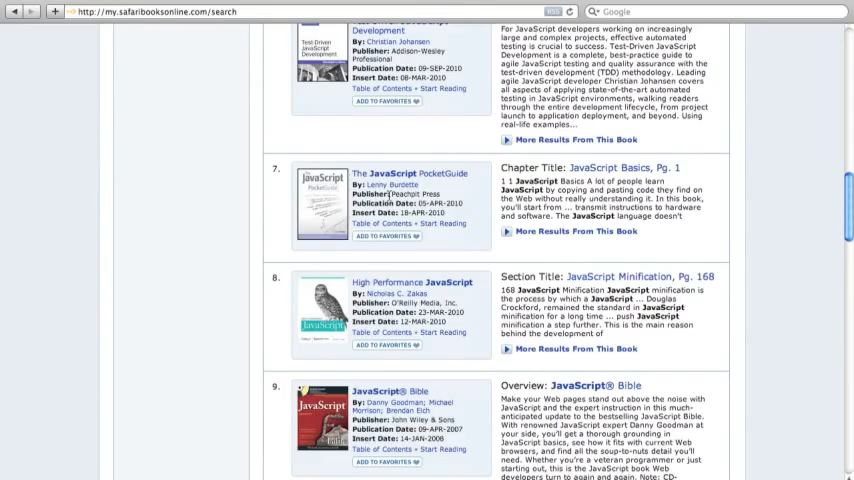 http://my.safaribooksonline.com/search
RSS
Google
Test-Driven JavaScript
Development
By: Christian Johansen
Publisher: Addison-Wesley
Professional
Publication Date: 09-SEP-2010
Insert Date: 08-MAR-2010
Table of Contents • Start Reading
ADD TO FAVORITES
Test-Driven
JavaScript
Development
For JavaScript developers working on increasingly
large and complex projects, effective automated
testing is crucial to success. Test-Driven JavaScript
Development is a complete, best-practice guide to
agile JavaScript testing and quality assurance with the
test-driven development (TDD) methodology. Leading
agile JavaScript developer Christian Johansen covers
all aspects of applying state-of-the-art automated
testing in JavaScript environments, walking readers
through the entire development lifecycle, from project
launch to application deployment, and beyond. Using
real-life examples...
More Results From This Book
7.
JavaScript
PocketGuide
The JavaScript PocketGuide
By: Lenny Burdette
Publisher: Peachpit Press
Publication Date: 05-APR-2010
Insert Date: 18-APR-2010
Table of Contents • Start Reading
ADD TO FAVORITES
Chapter Title: JavaScript Basics, Pg. 1
1 1 JavaScript Basics A lot of people learn
JavaScript by copying and pasting code they find on
the Web without really understanding it. In this book,
you'll start from ... transmit instructions to hardware
and software. The JavaScript language doesn't
More Results From This Book
8.
JavaScript
High Performance JavaScript
By: Nicholas C. Zakas
Publisher: O'Reilly Media, Inc.
Publication Date: 23-MAR-2010
Insert Date: 12-MAR-2010
Table of Contents • Start Reading
ADD TO FAVORITES
Section Title: JavaScript Minification, Pg. 168
168 JavaScript Minification JavaScript minification is
the process by which a JavaScript ... Douglas
Crockford, remained the standard in JavaScript
minification for a long time ... push JavaScript
minification a step further. This is the main reason
behind the development of
More Results From This Book
9.
JavaScript
Bible
JavaScript® Bible
By: Danny Goodman; Michael
Morrison; Brendan Eich
Publisher: John Wiley & Sons
Publication Date: 09-APR-2007
Insert Date: 14-JAN-2008
Table of Contents • Start Reading
ADD TO FAVORITES
Overview: JavaScript® Bible
Make your Web pages stand out above the noise with
JavaScript and the expert instruction in this much-
anticipated update to the bestselling JavaScript Bible.
With renowned JavaScript expert Danny Goodman at
your side, you'll get a thorough grounding in
JavaScript basics, see how it fits with current Web
browsers, and find all the soup-to-nuts detail you'll
need. Whether you're a veteran programmer or just
starting out, this is the JavaScript book Web
developers turn to again and again. Note: CD-